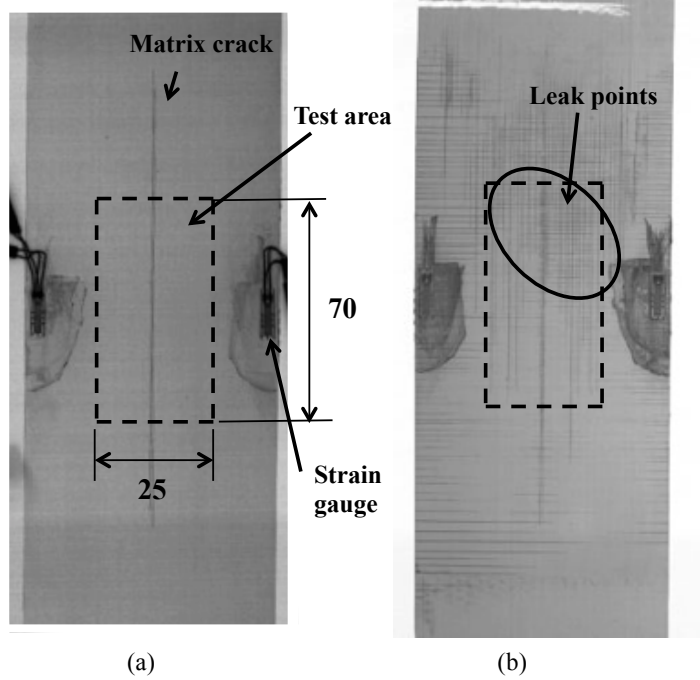 Matrix crack
Test area
70
25
Strain
gauge
(a)
Leak points
(b)